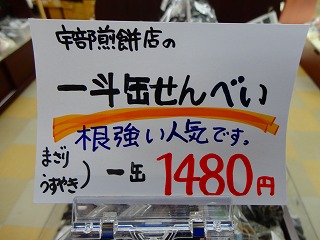 宇部煎餅店の
一斗缶せんべい
根強い人気です。
まざり
うすやき) 一缶 1480円